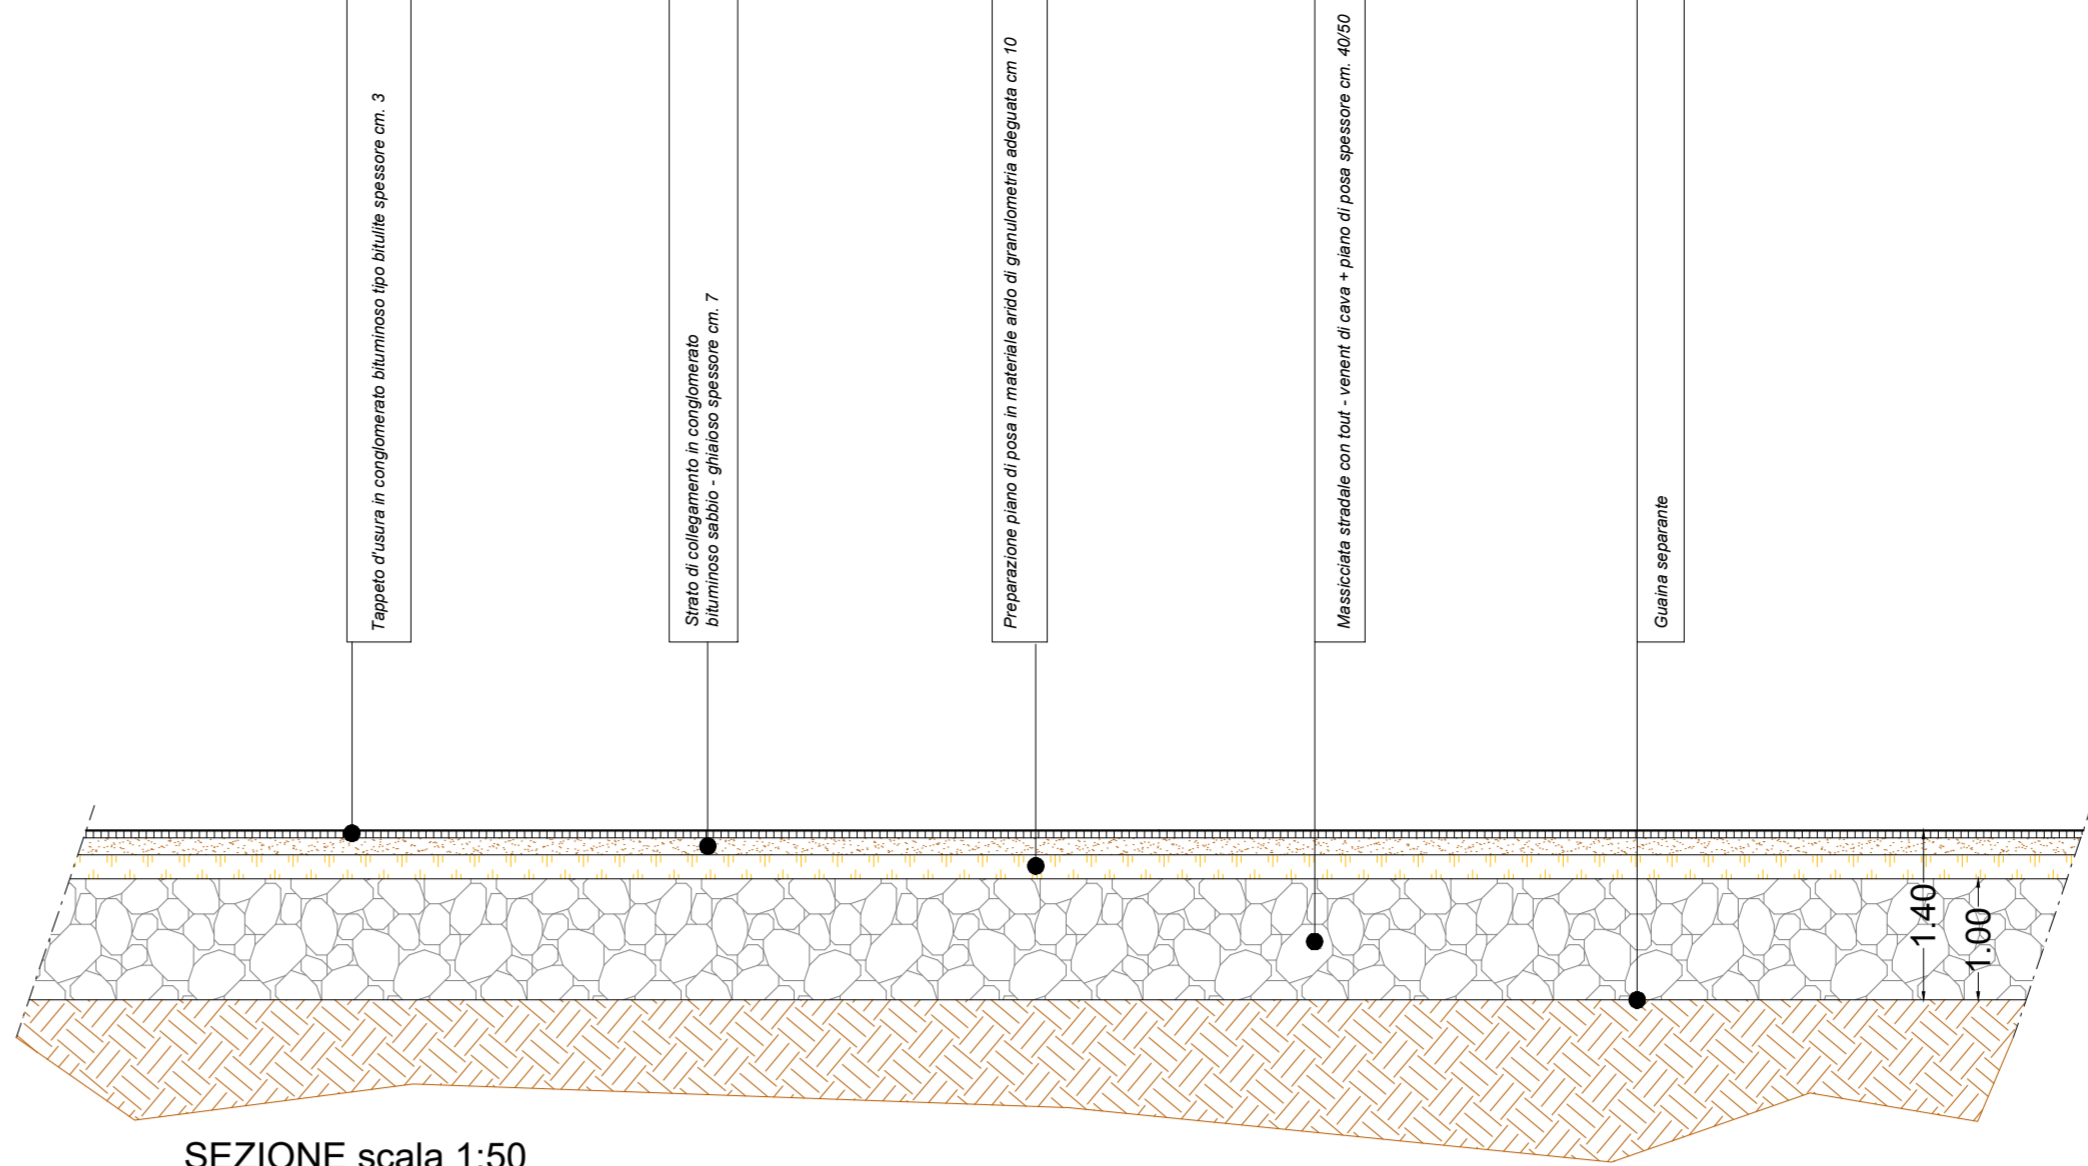 Tappeto d'usura in conglomerato bituminoso tipo bitulite spessore cm. 3
Strato di collegamento in conglomerato
bituminoso sabbio - ghiaioso spessore cm. 7
Preparazione piano di posa in materiale arido di granulometria adeguata cm 10
Massicciata stradale con tout - venent di cava + piano di posa spessore cm. 40/50
Guaina separante
1.40
1.00
SEZIONE scala 1:50